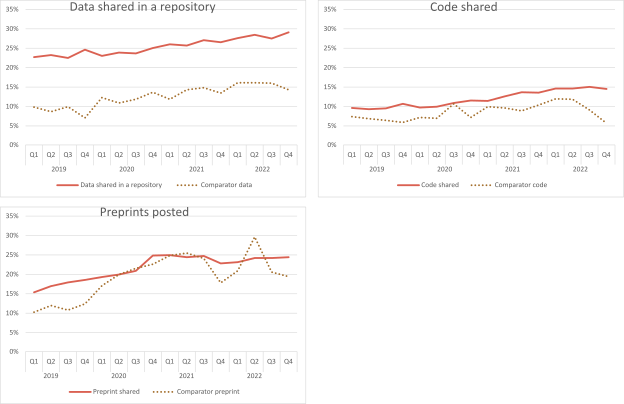 Data shared in a repository
35%
30%
25%
20%
15%
10%
5%
0%
Q1 Q2 Q3 Q4 Q1 Q2 Q3 Q4 Q1 Q2 Q3 Q4 Q1 Q2 Q3 Q4
2019 2020 2021 2022
Data shared in a repository Comparator data
Code shared
35%
30%
25%
20%
15%
10%
5%
0%
Q1 Q2 Q3 Q4 Q1 Q2 Q3 Q4 Q1 Q2 Q3 Q4 Q1 Q2 Q3 Q4
2019 2020 2021 2022
Code shared Comparator code
Preprints posted
35%
30%
25%
20%
15%
10%
5%
0%
Q1 Q2 Q3 Q4 Q1 Q2 Q3 Q4 Q1 Q2 Q3 Q4 Q1 Q2 Q3 Q4
2019 2020 2021 2022
Preprint shared Comparator preprint